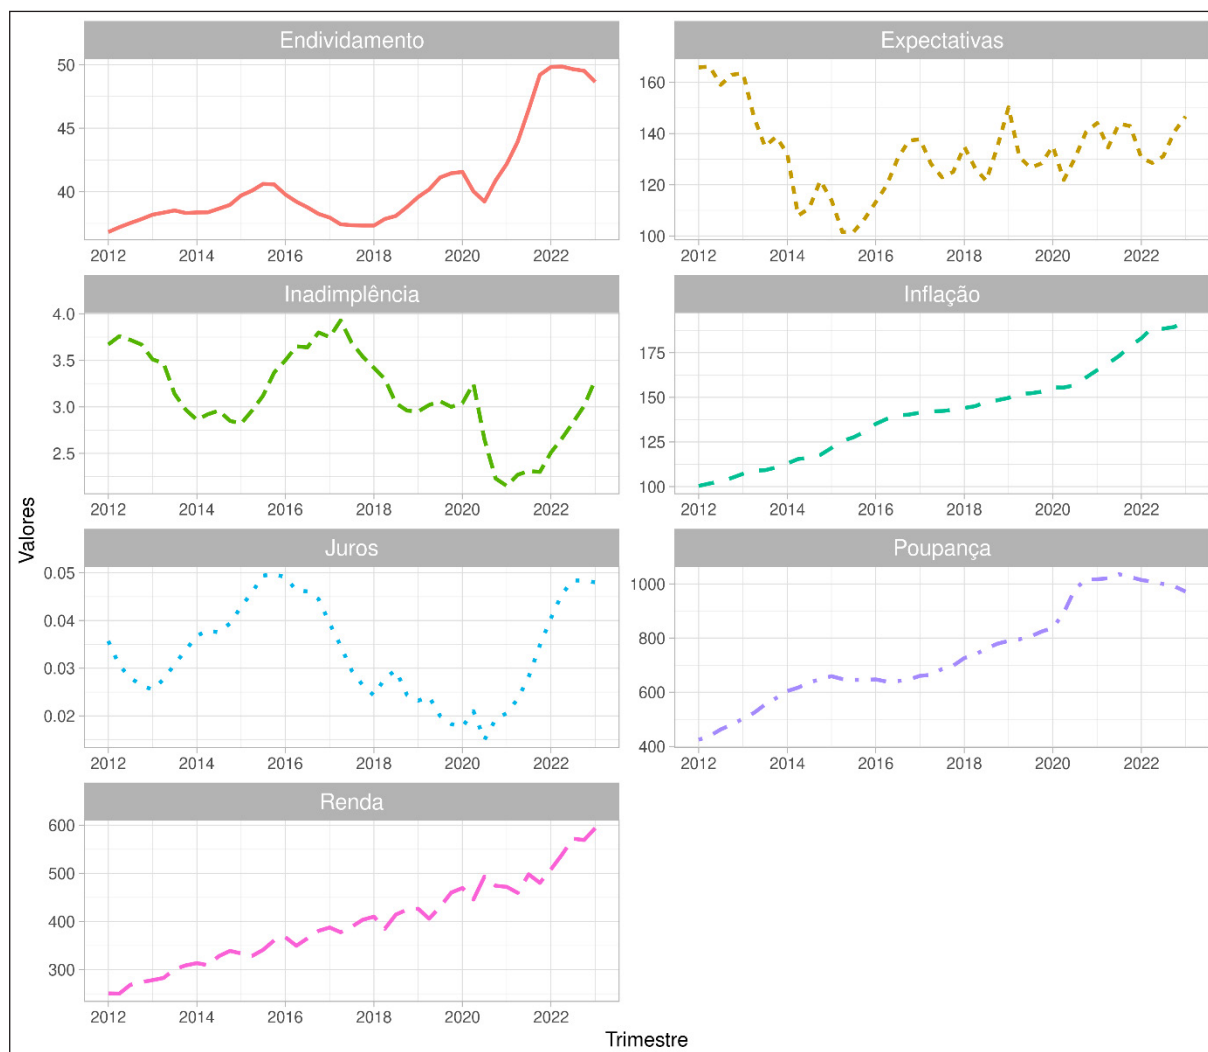 Endividamento
50
45
40
2012 2014 2016 2018 2020 2022
Expectativas
160
140
120
100
2012 2014 2016 2018 2020 2022
Inadimplência
4.0
3.5
3.0
2.5
2012 2014 2016 2018 2020 2022
Inflação
175
150
125
100
2012 2014 2016 2018 2020 2022
Valores
Juros
0.05
0.04
0.03
0.02
2012 2014 2016 2018 2020 2022
Poupança
1000
800
600
400
2012 2014 2016 2018 2020 2022
Renda
600
500
400
300
2012 2014 2016 2018 2020 2022
Trimestre